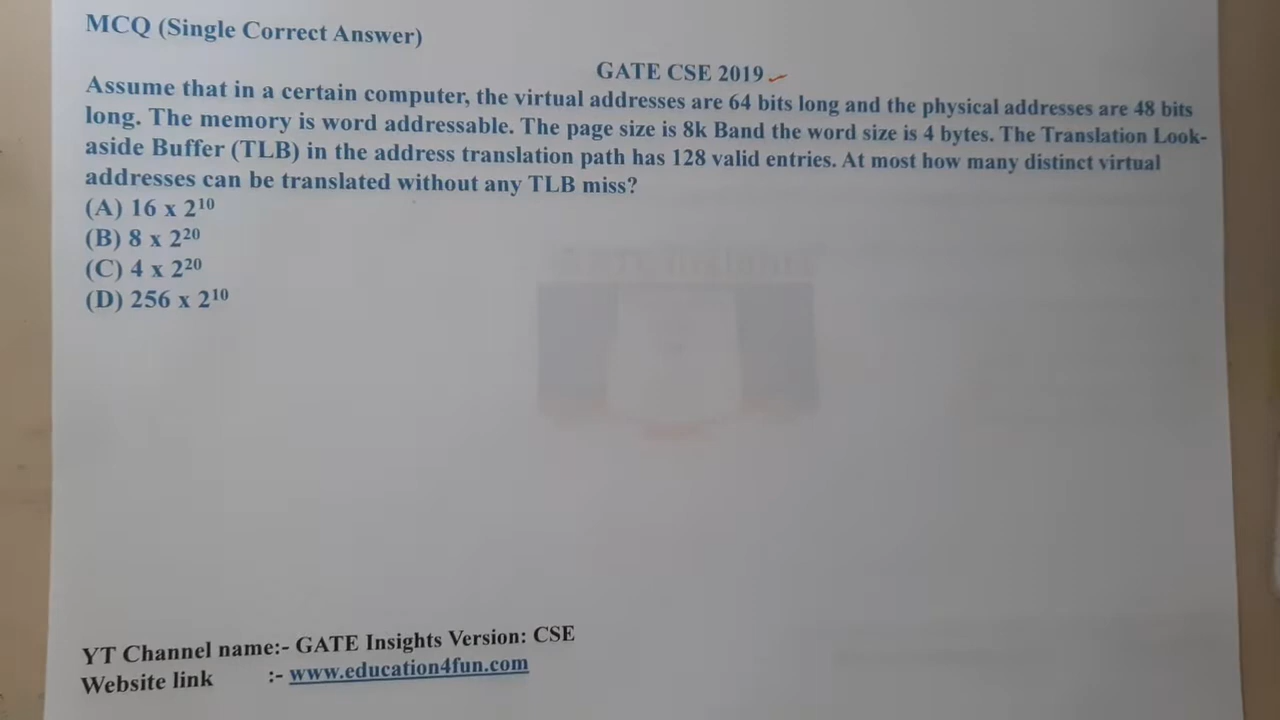 MCQ (Single Correct Answer)
GATE CSE 2019
Assume that in a certain computer, the virtual addresses are 64 bits long and the physical addresses are 48 bits
long. The memory is word addressable. The page size is 8k Band the word size is 4 bytes. The Translation Look-
aside Buffer (TLB) in the address translation path has 128 valid entries. At most how many distinct virtual
addresses can be translated without any TLB miss?
(A) 16 x 2¹⁰
(B) 8 x 2²⁰
(C) 4 x 2²⁰
(D) 256 x 2¹⁰
YT Channel name:- GATE Insights Version: CSE
Website link :- www.education4fun.com